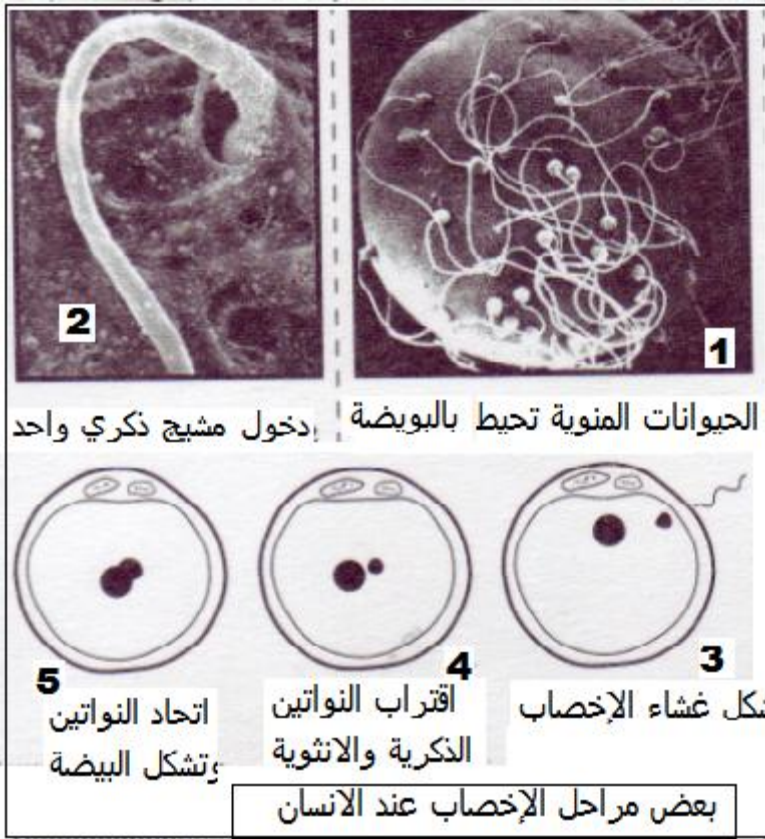 1
2
الحيوانات المنوية تحيط بالبويضة
دخول مشيج ذكري واحد
3
4
5
شكل غشاء الإخصاب
اقتراب النواتين
الذكرية والانثوية
اتحاد النواتين
وتشكل البيضة
بعض مراحل الإخصاب عند الانسان